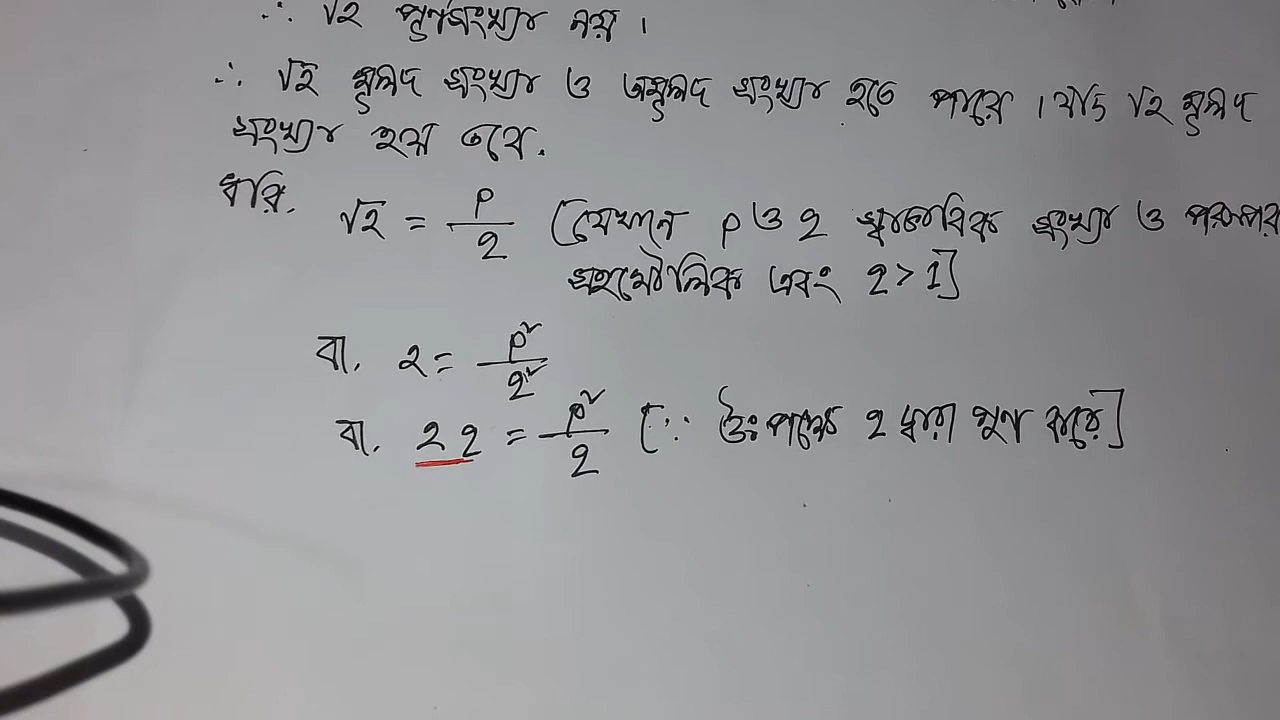 ∴ √২ পূর্ণসংখ্যা নয়।
∴ √২ মূলদ সংখ্যা ও অমূলদ সংখ্যা হতে পারে। যদি √২ মূলদ
সংখ্যা হয় তবে,
ধরি, √২ = p/q [যেখানে p ও q স্বাভাবিক সংখ্যা ও পরস্পর
সহমৌলিক এবং q > 1]
বা, ২ = p²/q²
বা, ২q = p²/q [∵ উঃপক্ষে q দ্বারা গুণ করে]